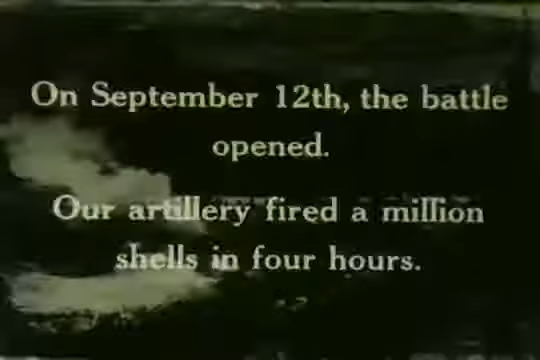 On September 12th, the battle
opened.
Our artillery fired a million
shells in four hours.